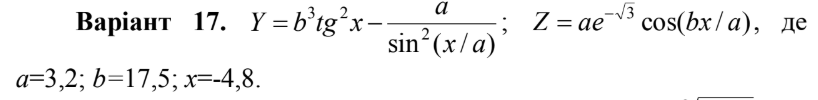 Варіант 17. Y = b³tg²x − a / sin²(x / a); Z = ae^(−√3) cos(bx / a), де
a=3,2; b=17,5; x=-4,8.